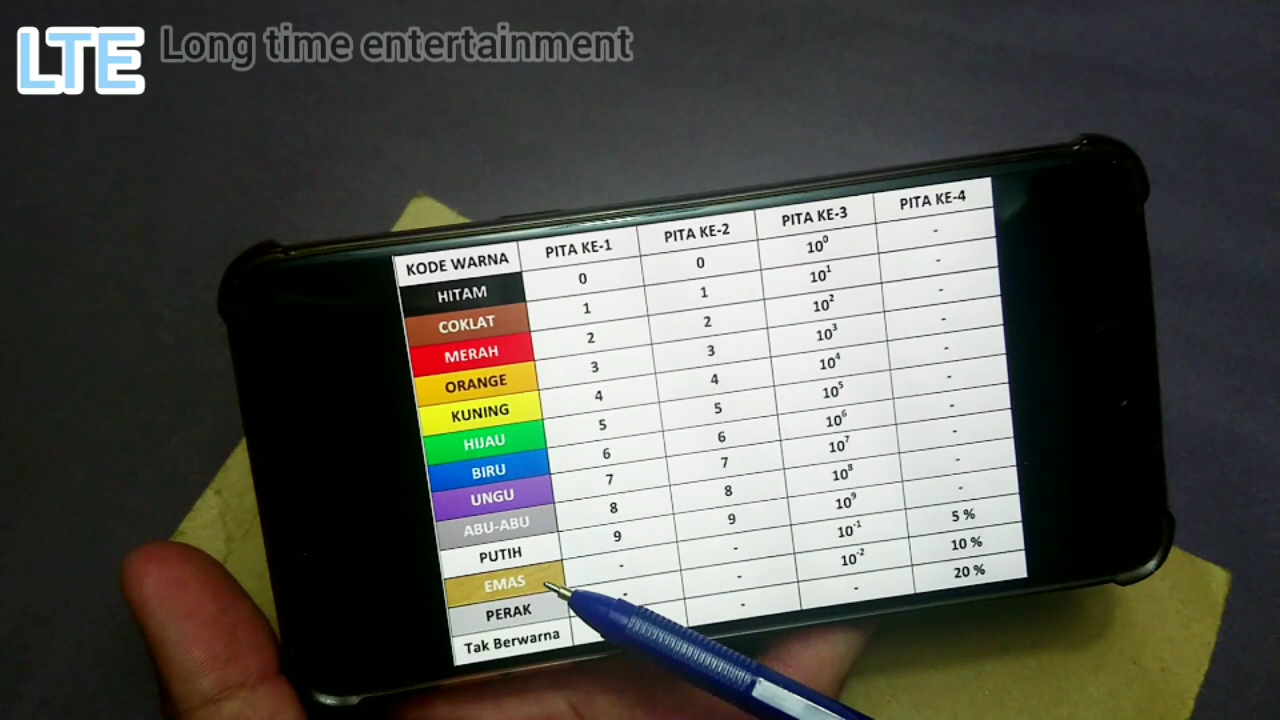 LTE Long time entertainment
KODE WARNA PITA KE-1 PITA KE-2 PITA KE-3 PITA KE-4
HITAM 0 0 10⁰ -
COKLAT 1 1 10¹ -
MERAH 2 2 10² -
ORANGE 3 3 10³ -
KUNING 4 4 10⁴ -
HIJAU 5 5 10⁵ -
BIRU 6 6 10⁶ -
UNGU 7 7 10⁷ -
ABU-ABU 8 8 10⁸ -
PUTIH 9 9 10⁹ -
EMAS - - 10⁻¹ 5 %
PERAK - - 10⁻² 10 %
Tak Berwarna - - 20 %